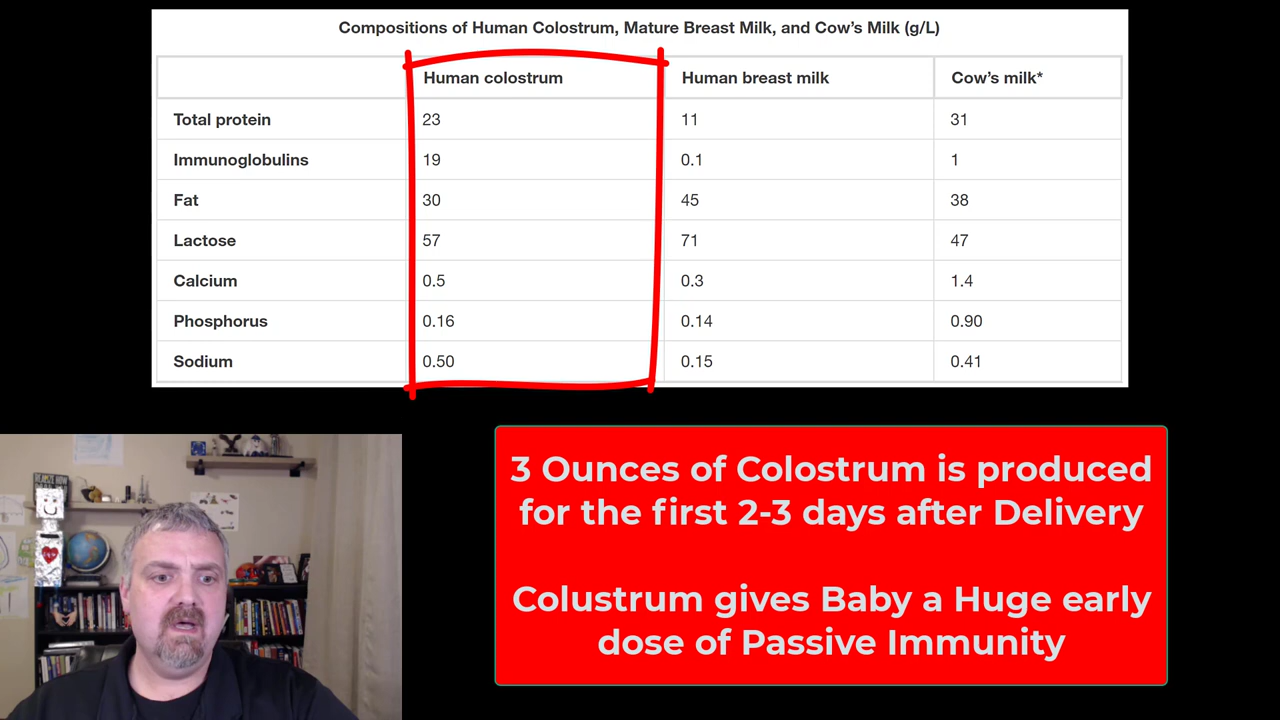 Compositions of Human Colostrum, Mature Breast Milk, and Cow's Milk (g/L)
Human colostrum Human breast milk Cow's milk*
Total protein 23 11 31
Immunoglobulins 19 0.1 1
Fat 30 45 38
Lactose 57 71 47
Calcium 0.5 0.3 1.4
Phosphorus 0.16 0.14 0.90
Sodium 0.50 0.15 0.41
3 Ounces of Colostrum is produced
for the first 2-3 days after Delivery
Colustrum gives Baby a Huge early
dose of Passive Immunity